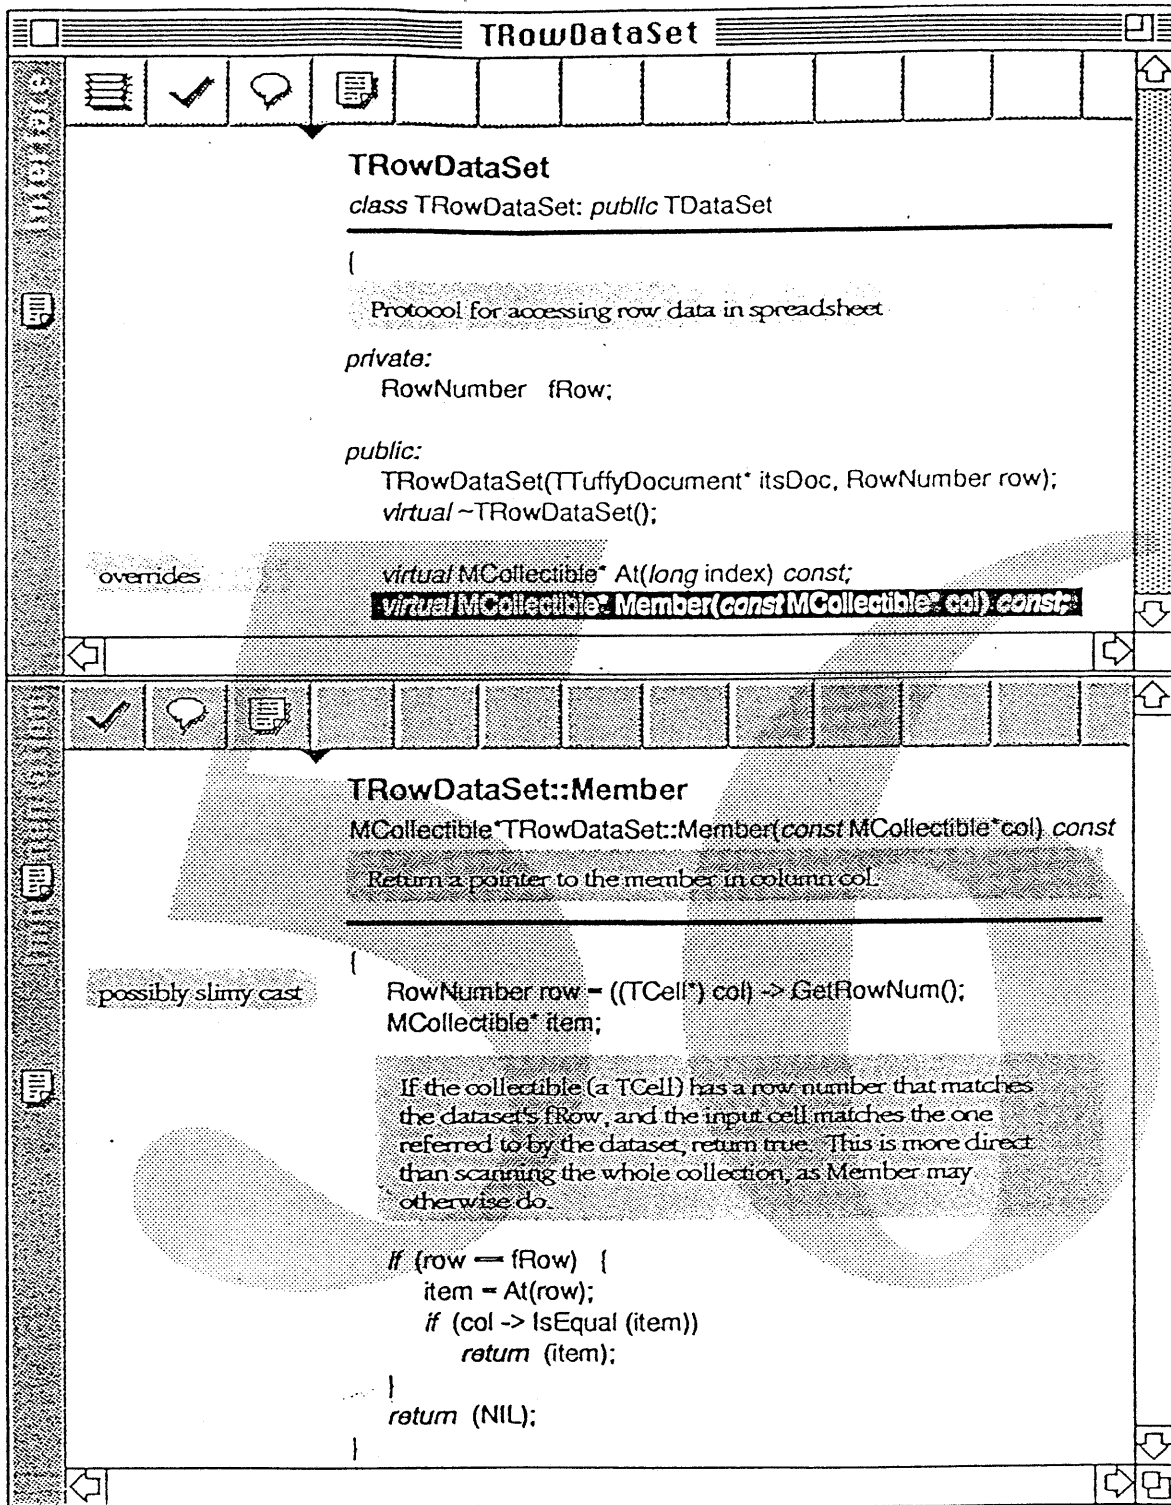 TRowDataSet
Interface
TRowDataSet
class TRowDataSet: public TDataSet
{
Protocol for accessing row data in spreadsheet
private:
RowNumber fRow;
public:
TRowDataSet(TTuffyDocument* itsDoc, RowNumber row);
virtual ~TRowDataSet();
overrides
virtual MCollectible* At(long index) const;
virtual MCollectible* Member(const MCollectible* col) const;
Implementation
TRowDataSet::Member
MCollectible*TRowDataSet::Member(const MCollectible*col) const
Return a pointer to the member in column col.
{
possibly slimy cast
RowNumber row = ((TCell*) col) -> GetRowNum();
MCollectible* item;
If the collectible (a TCell) has a row number that matches
the dataset's fRow, and the input cell matches the one
referred to by the dataset, return true. This is more direct
than scanning the whole collection, as Member may
otherwise do.
if (row == fRow) {
item = At(row);
if (col -> IsEqual (item))
return (item);
}
return (NIL);
}
50